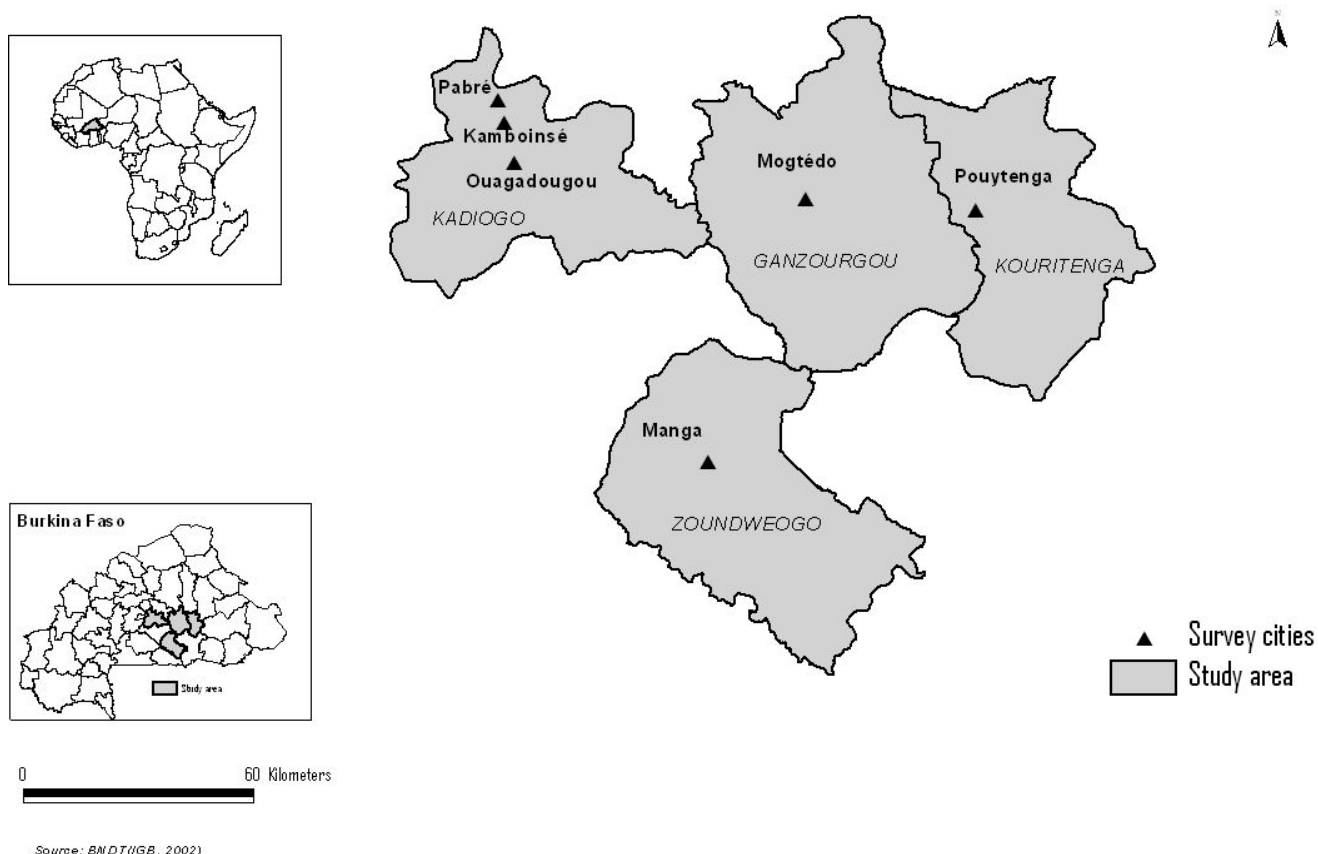 N
Pabré
Kamboinsé
Ouagadougou
KADIOGO
Mogtédo
GANZOURGOU
Pouytenga
KOURITENGA
Manga
ZOUNDWEOGO
Burkina Faso
Study area
Survey cities
Study area
0 60 Kilometers
Source: BNDT(IGB, 2002)